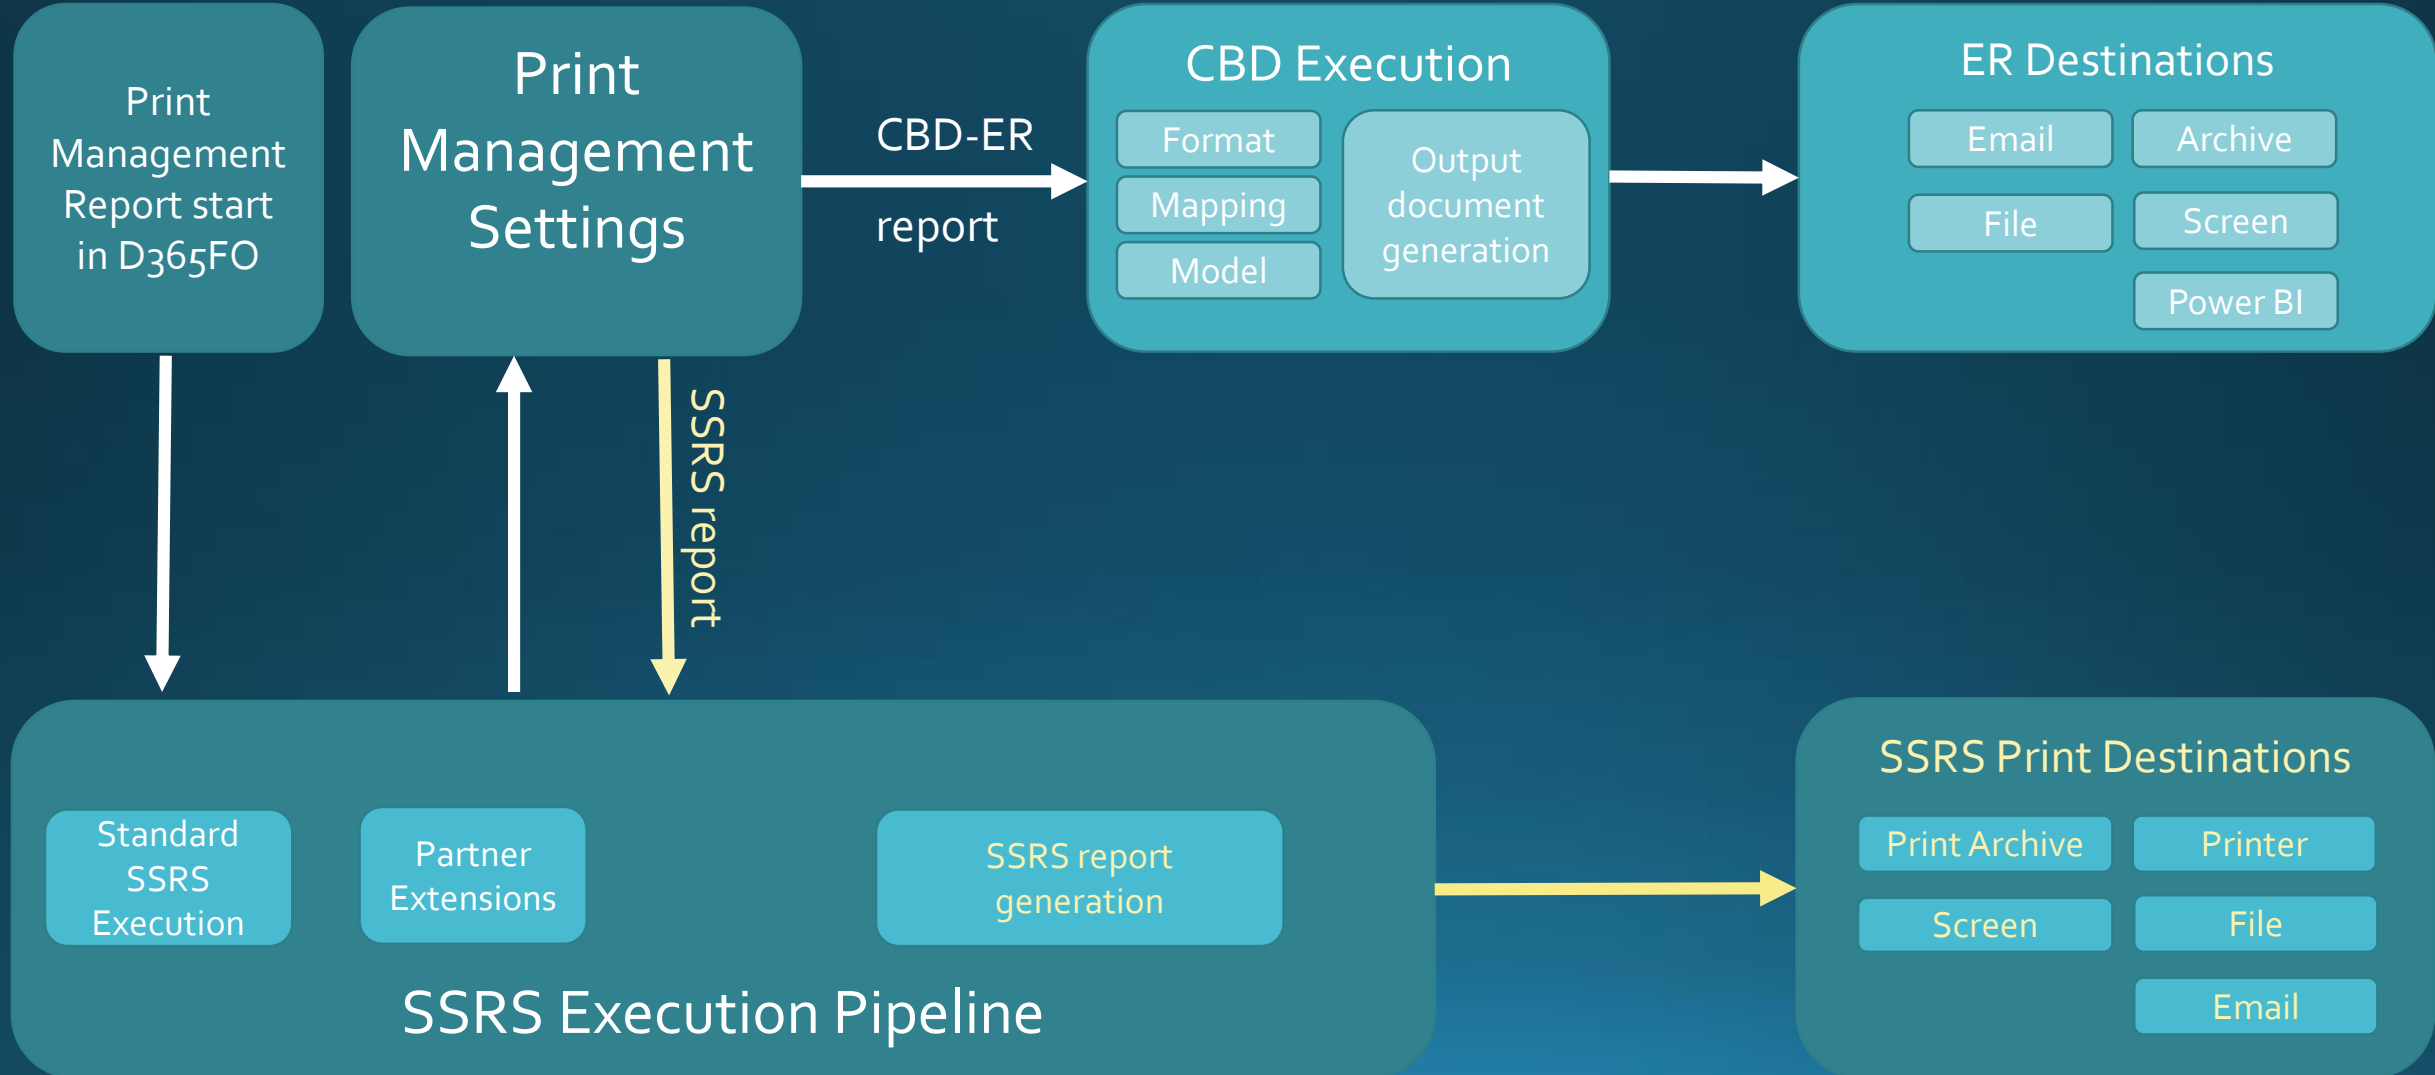 Print
Management
Report start
in D365FO
Print
Management
Settings
CBD-ER
report
CBD Execution
Format
Mapping
Model
Output
document
generation
ER Destinations
Email
Archive
File
Screen
Power BI
SSRS report
Standard
SSRS
Execution
Partner
Extensions
SSRS report
generation
SSRS Execution Pipeline
SSRS Print Destinations
Print Archive
Printer
Screen
File
Email